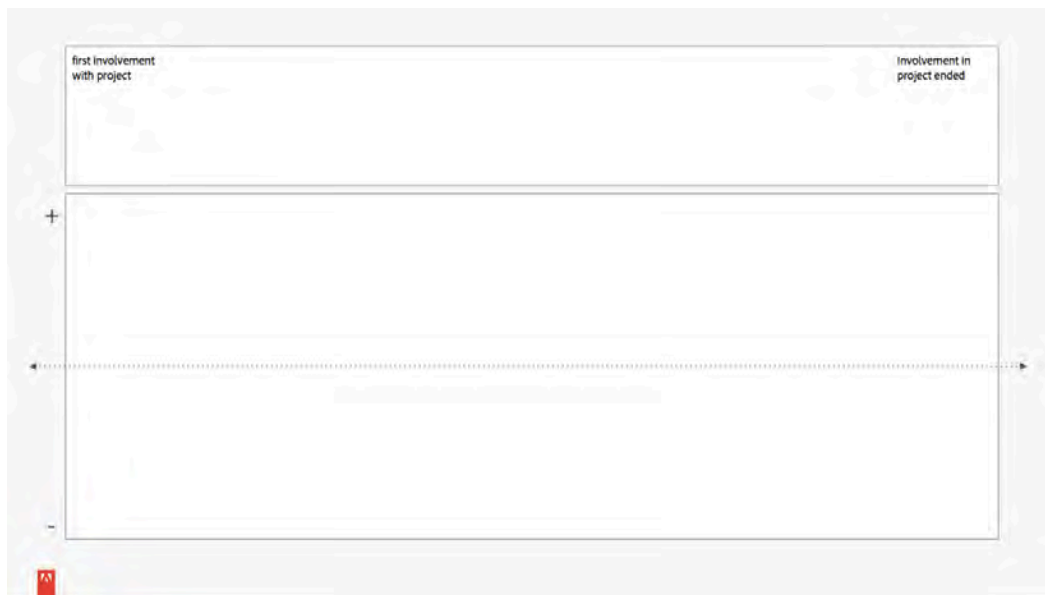 first involvement
with project
Involvement in
project ended
+
-